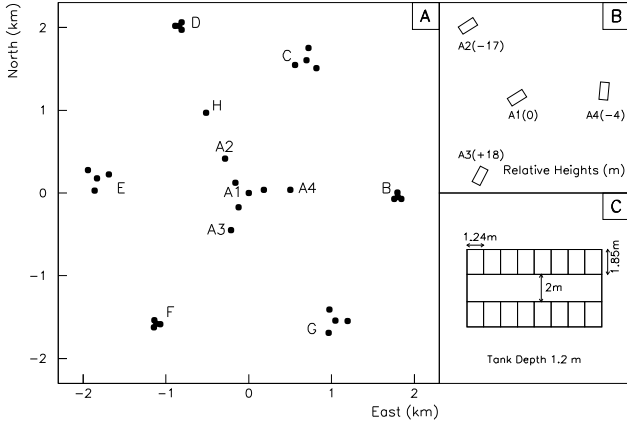 A
North (km)
2
1
0
−1
−2
−2
−1
0
1
2
East (km)
D
C
H
A2
E
A1
A4
B
A3
F
G
B
A2(−17)
A1(0)
A4(−4)
A3(+18)
Relative Heights (m)
C
1.24m
1.85m
2m
Tank Depth 1.2 m